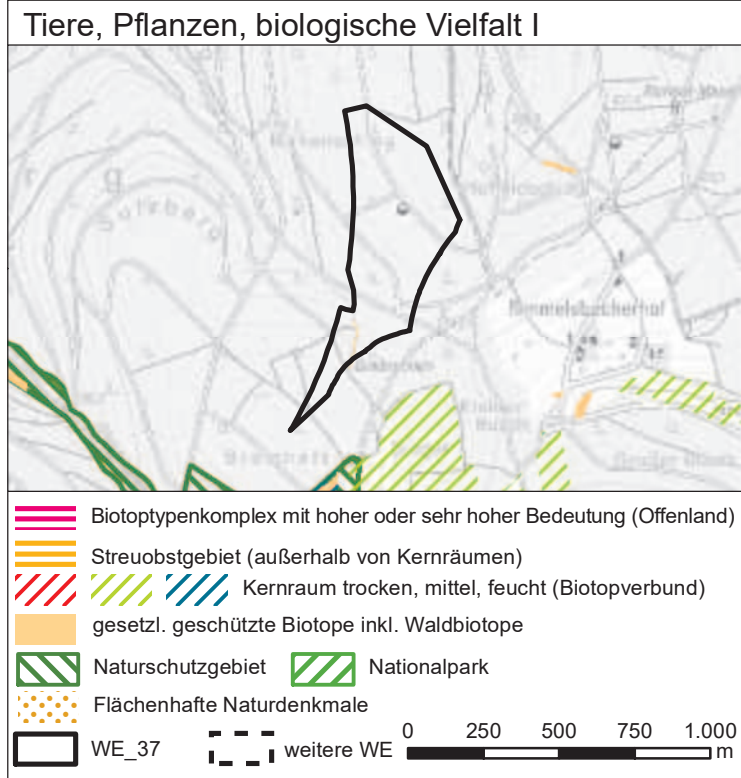 Tiere, Pflanzen, biologische Vielfalt I
Biotoptypenkomplex mit hoher oder sehr hoher Bedeutung (Offenland)
Streuobstgebiet (außerhalb von Kernräumen)
Kernraum trocken, mittel, feucht (Biotopverbund)
gesetzl. geschützte Biotope inkl. Waldbiotope
Naturschutzgebiet Nationalpark
Flächenhafte Naturdenkmale
WE_37 weitere WE
0 250 500 750 1.000
m